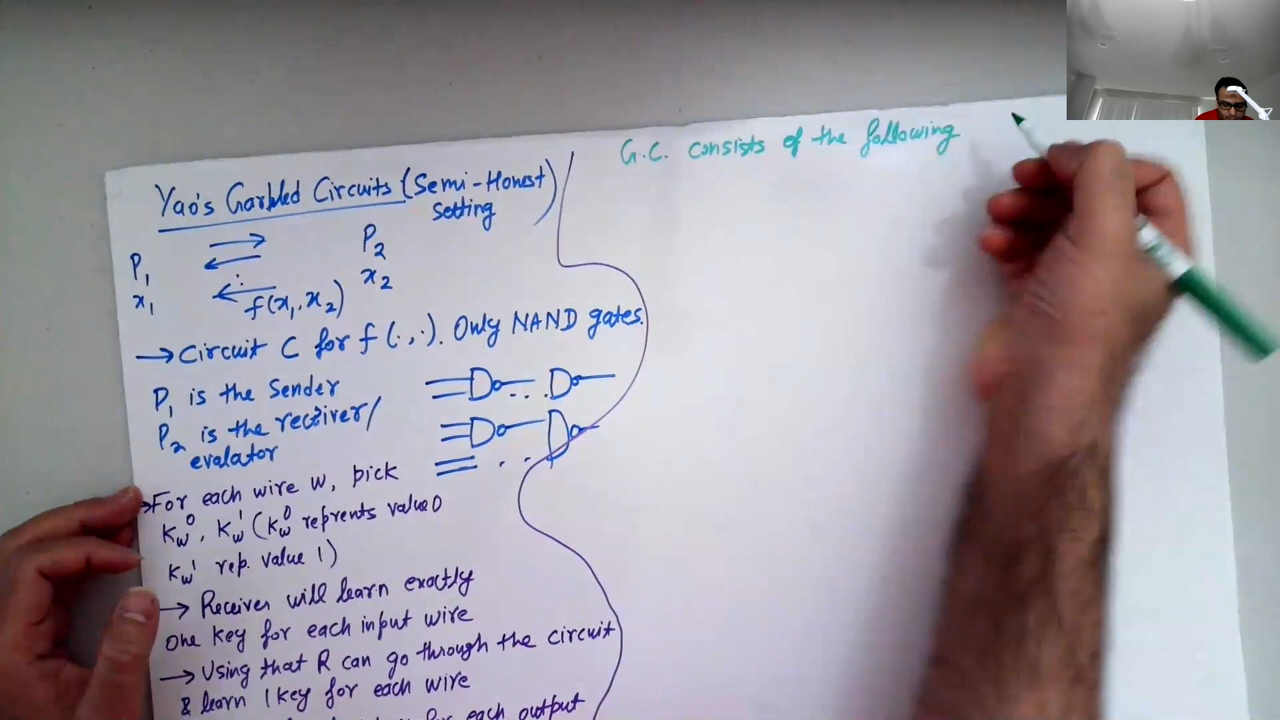 Yao's Garbled Circuits (Semi-Honest
Setting)
P₁
P₂
x₁
x₂
f(x₁, x₂)
→ Circuit C for f(·,·). Only NAND gates.
P₁ is the Sender
P₂ is the receiver/
evalator
→ For each wire w, pick
K_w^0, K_w^1 (K_w^0 reprents value 0
K_w^1 rep. value 1)
→ Receiver will learn exactly
one key for each input wire
→ Using that R can go through the circuit
& learn 1 key for each wire
for each output
G.C. consists of the following